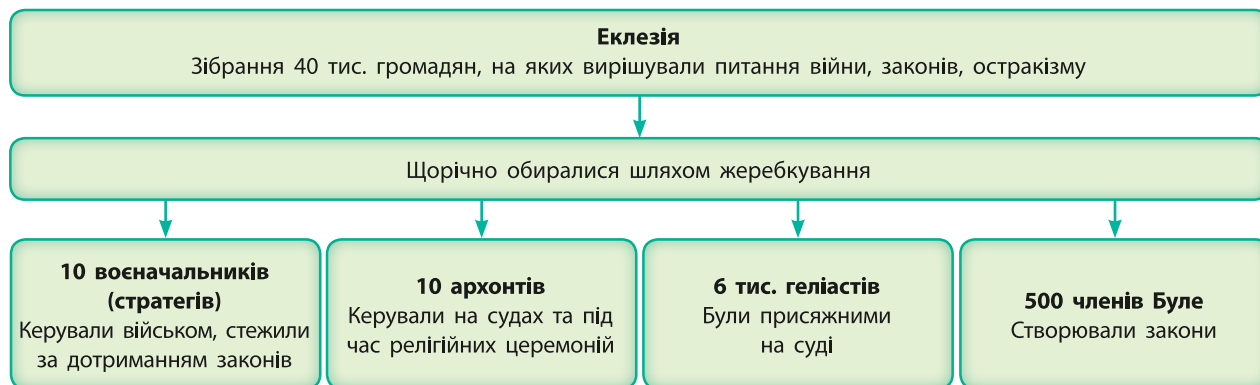 Еклезія
Зібрання 40 тис. громадян, на яких вирішували питання війни, законів, остракізму
Щорічно обиралися шляхом жеребкування
10 воєначальників
(стратегів)
Керували військом, стежили
за дотриманням законів
10 архонтів
Керували на судах та під
час релігійних церемоній
6 тис. геліастів
Були присяжними
на суді
500 членів Буле
Створювали закони